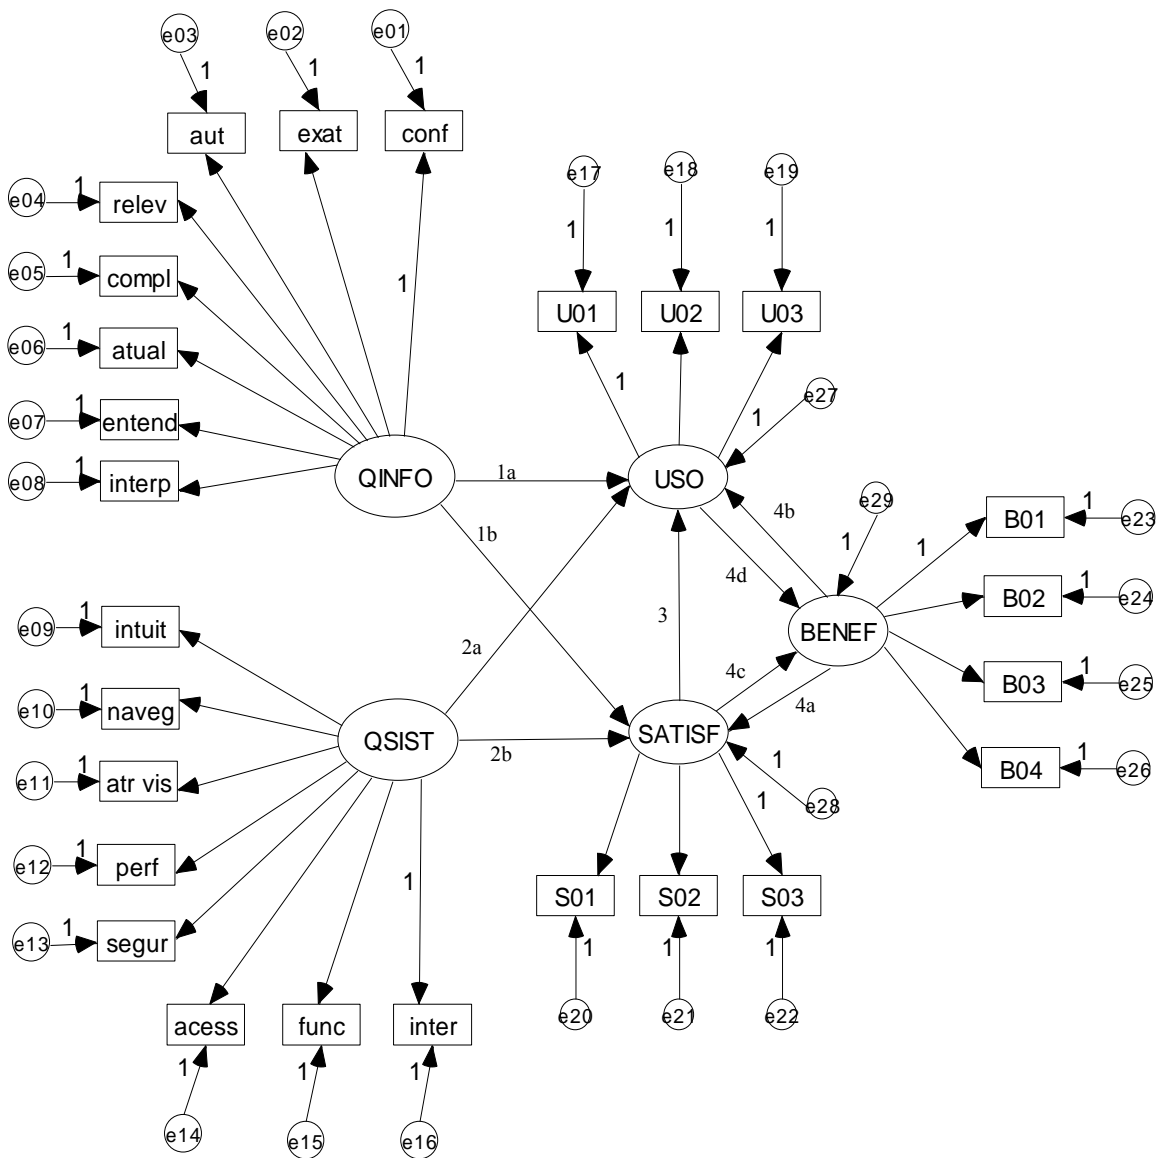 e03 e02 e01
1 1 1
aut exat conf
e04 1 relev
e05 1 compl
e06 1 atual
e07 1 entend
e08 1 interp
1
QINFO
e17 e18 e19
1 1 1
U01 U02 U03
1
1 e27
USO
1a
1b
4b
4d
e29
1
1
B01 1 e23
B02 1 e24
B03 1 e25
B04 1 e26
BENEF
3
2a
4c
4a
e09 1 intuit
e10 1 naveg
e11 1 atr vis
e12 1 perf
e13 1 segur
QSIST
2b
SATISF
1
e28
1
1
S01 S02 S03
1 1 1
e20 e21 e22
acess func inter
1 1 1
e14 e15 e16